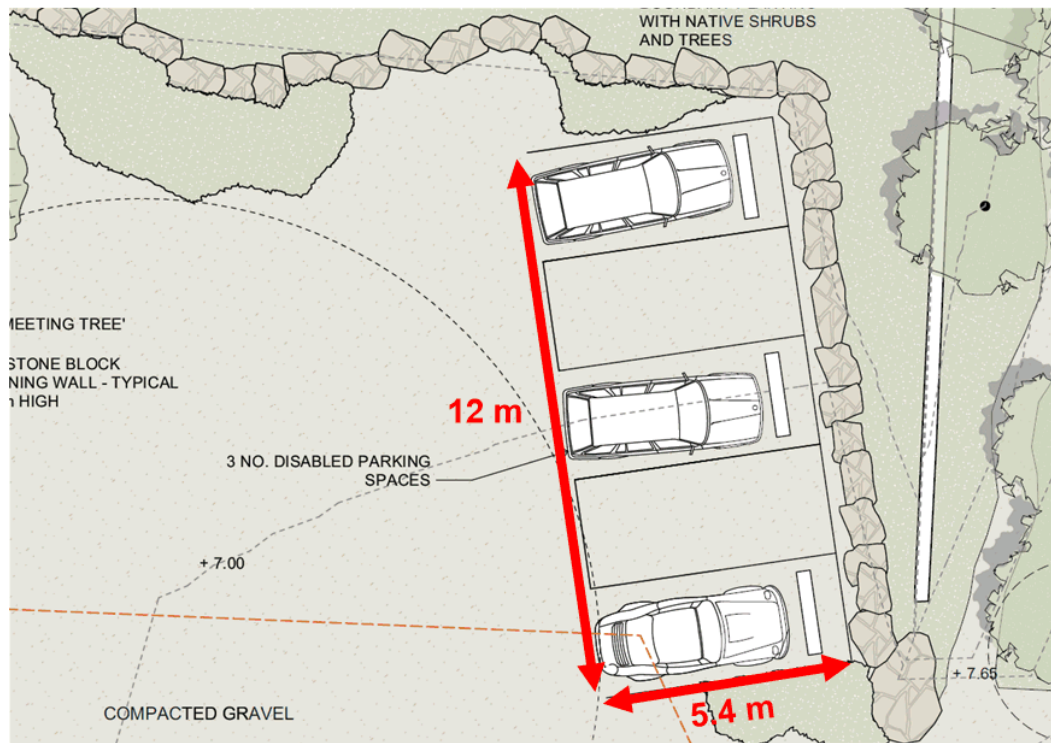 WITH NATIVE SHRUBS
AND TREES
MEETING TREE'
STONE BLOCK
NING WALL - TYPICAL
HIGH
12 m
3 NO. DISABLED PARKING
SPACES
+ 7.00
+ 7.65
5.4 m
COMPACTED GRAVEL